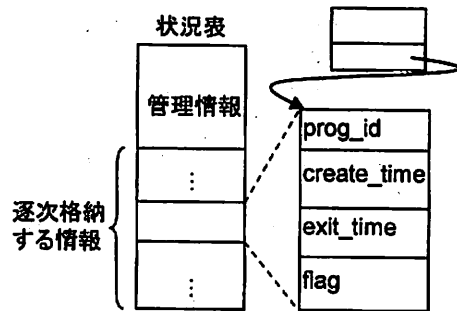 状況表
管理情報
逐次格納
する情報
⋮
⋮
prog_id
create_time
exit_time
flag